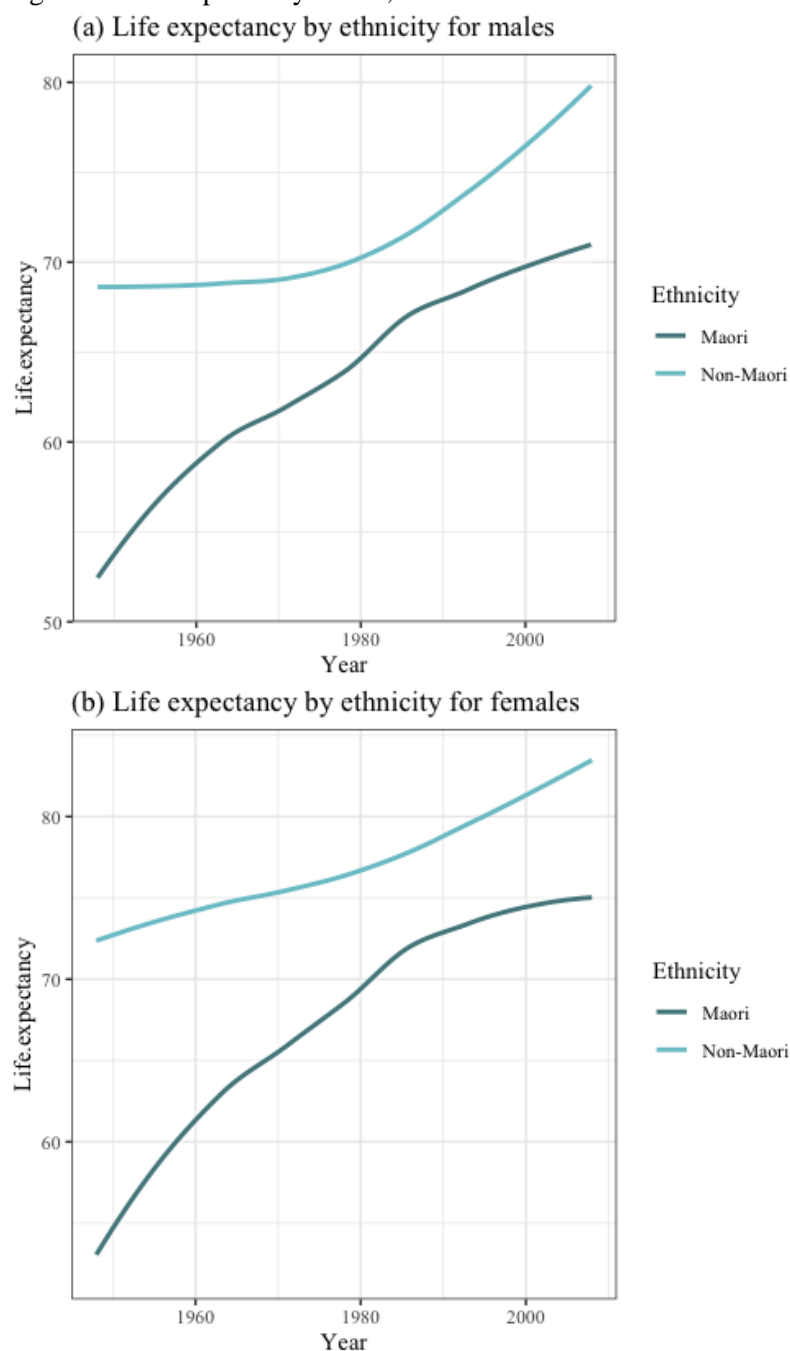 (a) Life expectancy by ethnicity for males
80
70
60
50
Life.expectancy
1960 1980 2000
Year
Ethnicity
Maori
Non-Maori
(b) Life expectancy by ethnicity for females
80
70
60
Life.expectancy
1960 1980 2000
Year
Ethnicity
Maori
Non-Maori